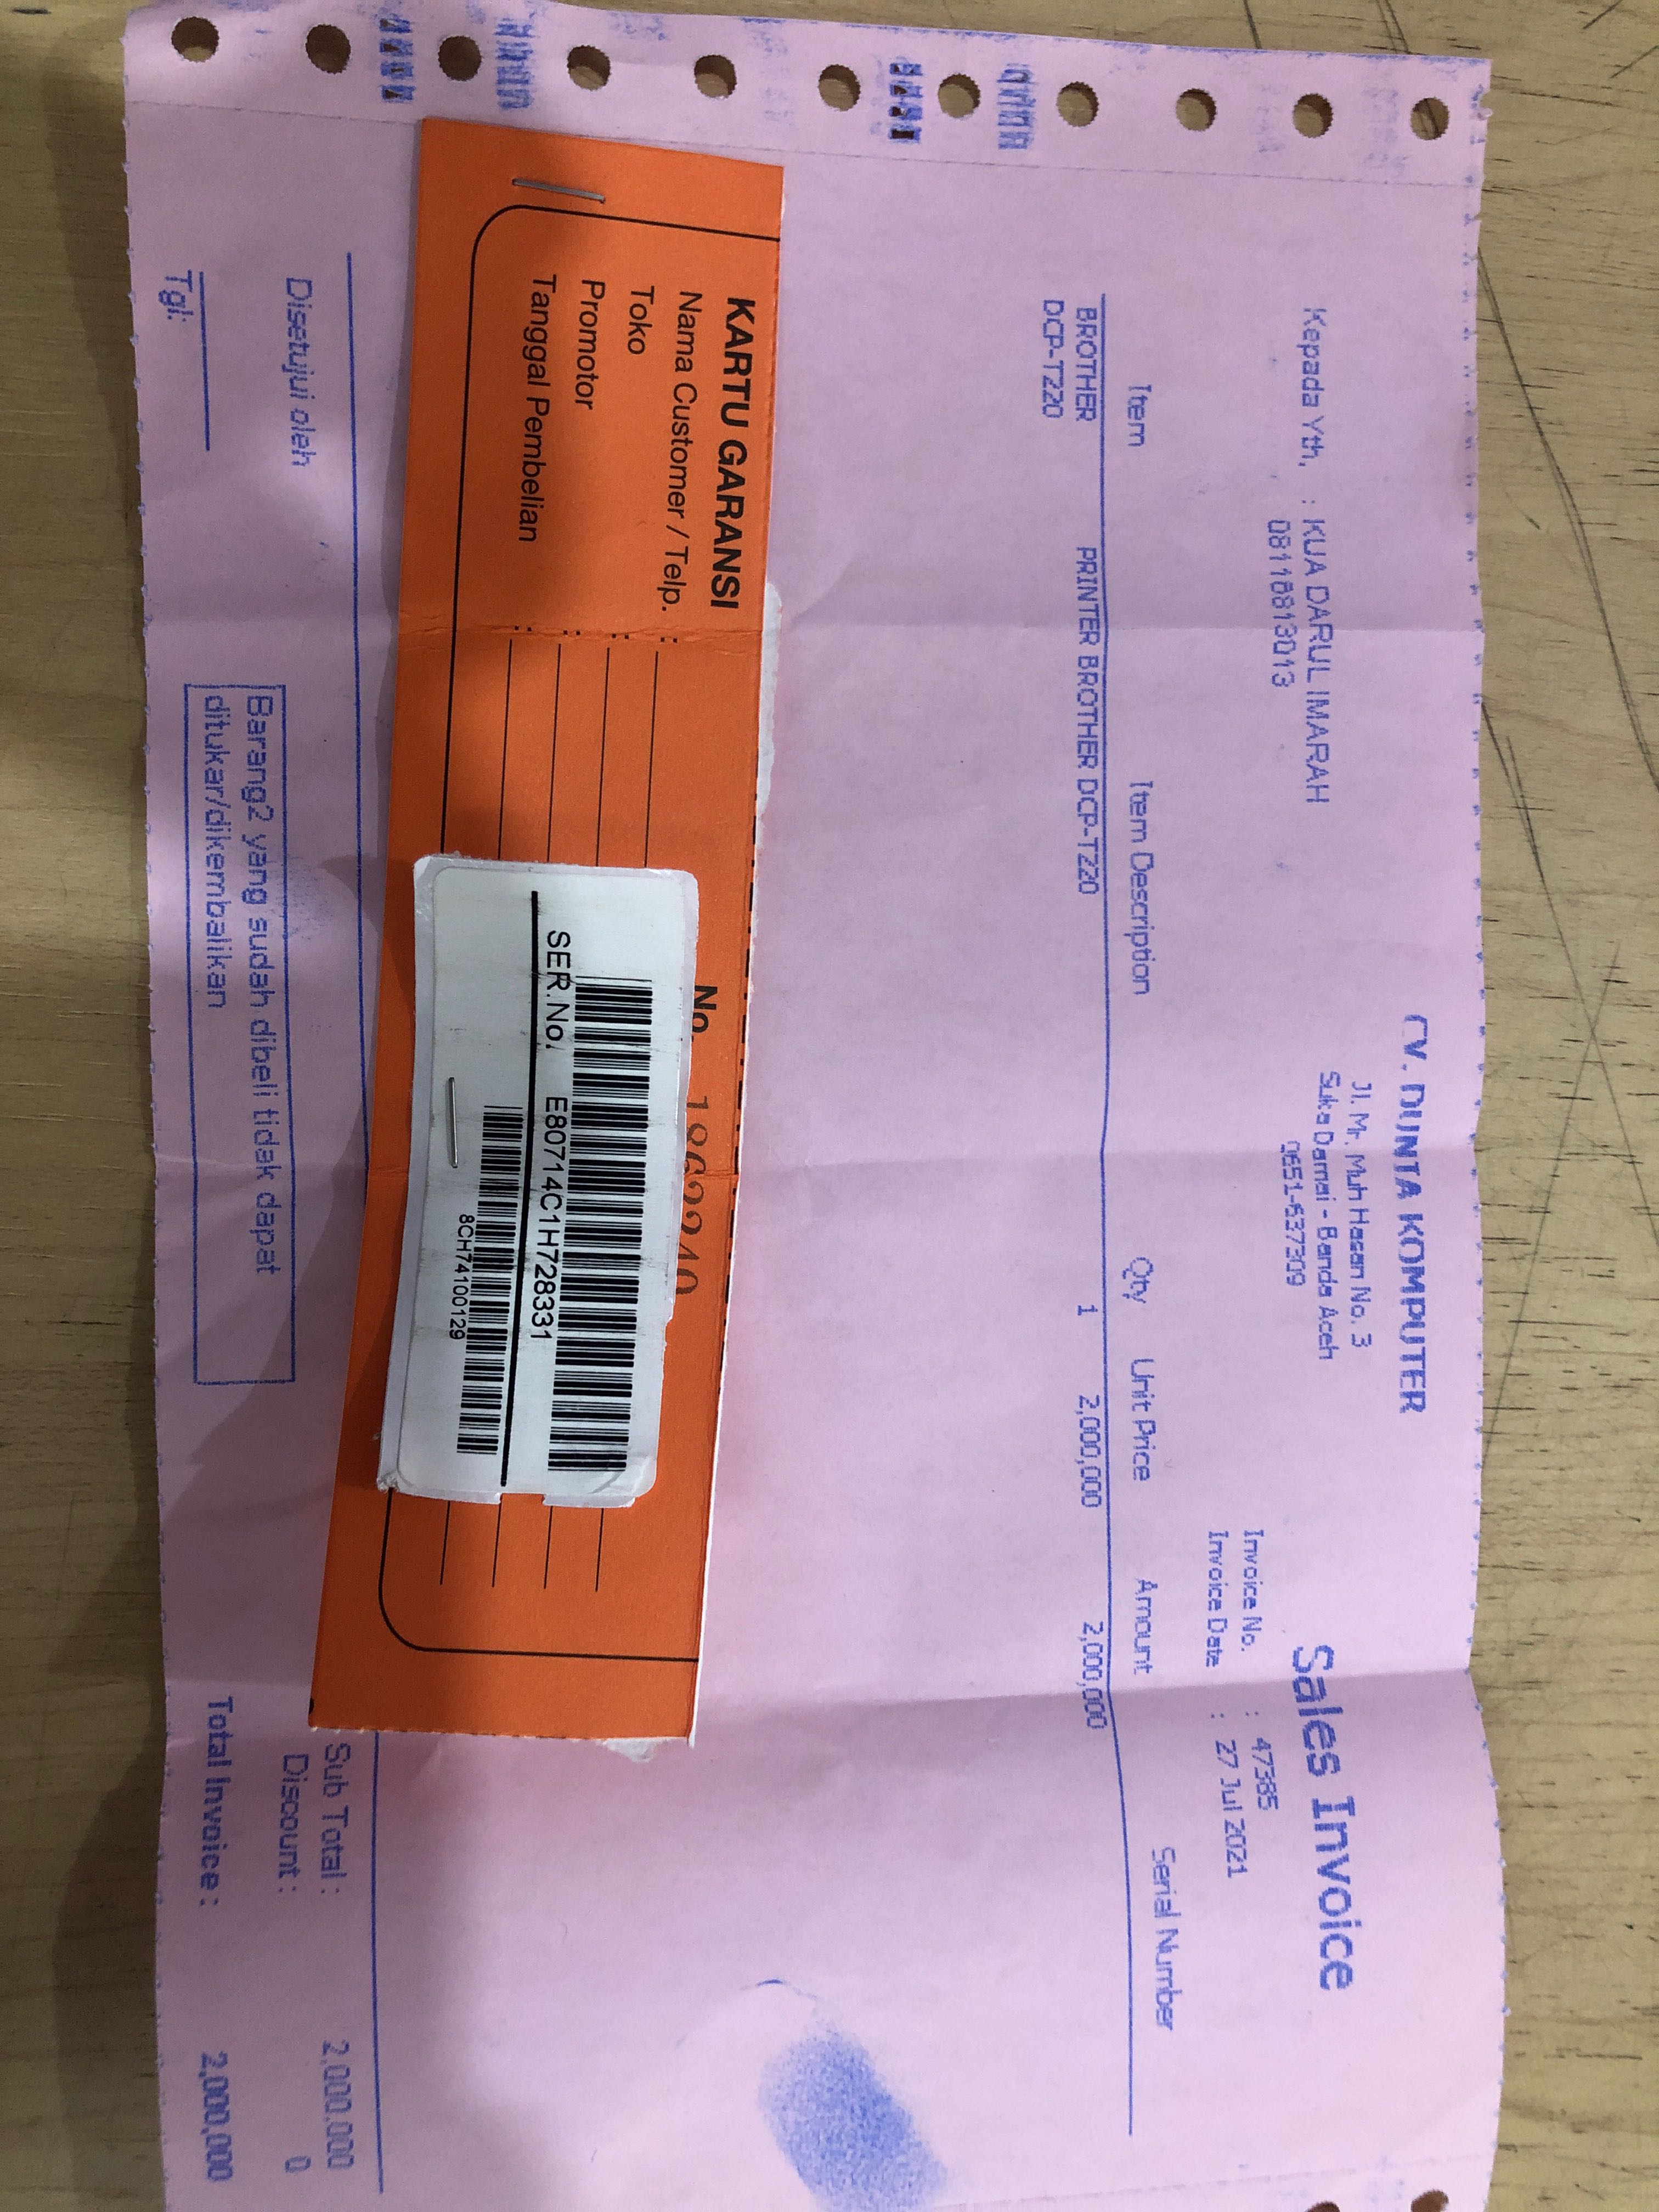 CV. DUNTA KOMPUTER
Jl. Mr. Muh Hasan No. 3
Suka Damai - Banda Aceh
0651-637309
Sales Invoice
Kepada Yth. : KUA DARUL IMARAH
08116813013
Invoice No. : 47385
Invoice Date : 27 Jul 2021
Item Item Description Qty Unit Price Amount Serial Number
BROTHER PRINTER BROTHER DCP-T220 1 2,000,000 2,000,000
DCP-T220
KARTU GARANSI
No. 1862240
Nama Customer / Telp. :
Toko :
Promotor :
Tanggal Pembelian :
SER.No. E80714C1H728331
8CH74100129
Disetujui oleh
Tgl:
Barang2 yang sudah dibeli tidak dapat
ditukar/dikembalikan
Sub Total : 2,000,000
Discount : 0
Total Invoice : 2,000,000